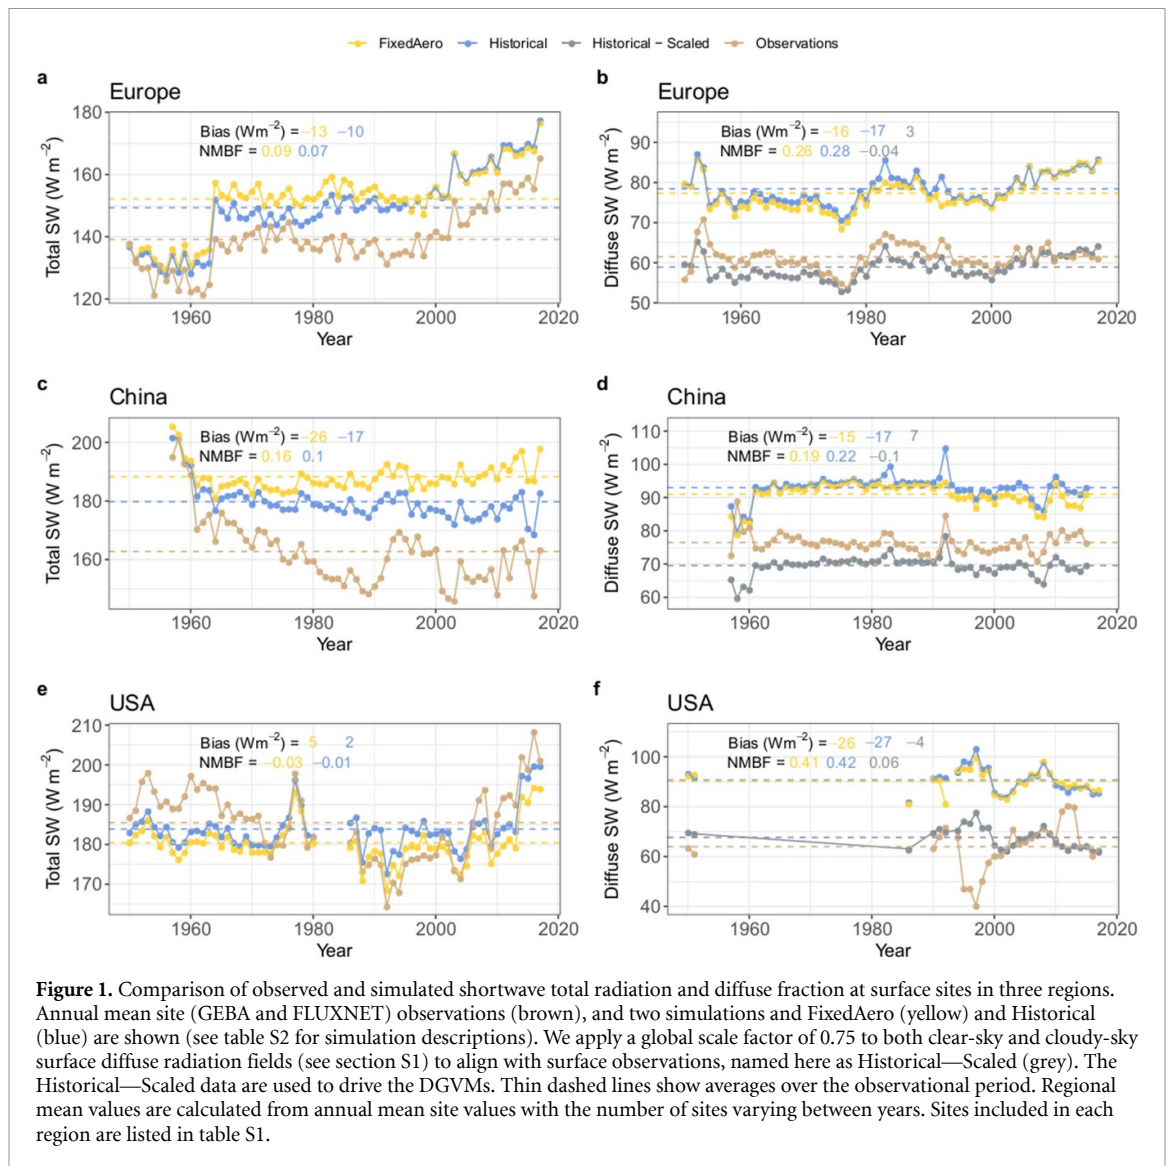 FixedAero Historical Historical − Scaled Observations
a
Europe
Bias (Wm−2) = −13 −10
NMBF = 0.09 0.07
180
160
140
120
Total SW (W m−2)
1960 1980 2000 2020
Year
b
Europe
Bias (Wm−2) = −16 −17 3
NMBF = 0.26 0.28 −0.04
90
80
70
60
50
Diffuse SW (W m−2)
1960 1980 2000 2020
Year
c
China
Bias (Wm−2) = −26 −17
NMBF = 0.16 0.1
200
180
160
Total SW (W m−2)
1960 1980 2000 2020
Year
d
China
Bias (Wm−2) = −15 −17 7
NMBF = 0.19 0.22 −0.1
110
100
90
80
70
60
Diffuse SW (W m−2)
1960 1980 2000 2020
Year
e
USA
Bias (Wm−2) = 5 2
NMBF = −0.03 −0.01
210
200
190
180
170
Total SW (W m−2)
1960 1980 2000 2020
Year
f
USA
Bias (Wm−2) = −26 −27 −4
NMBF = 0.41 0.42 0.06
100
80
60
40
Diffuse SW (W m−2)
1960 1980 2000 2020
Year
Figure 1. Comparison of observed and simulated shortwave total radiation and diffuse fraction at surface sites in three regions.
Annual mean site (GEBA and FLUXNET) observations (brown), and two simulations and FixedAero (yellow) and Historical
(blue) are shown (see table S2 for simulation descriptions). We apply a global scale factor of 0.75 to both clear-sky and cloudy-sky
surface diffuse radiation fields (see section S1) to align with surface observations, named here as Historical—Scaled (grey). The
Historical—Scaled data are used to drive the DGVMs. Thin dashed lines show averages over the observational period. Regional
mean values are calculated from annual mean site values with the number of sites varying between years. Sites included in each
region are listed in table S1.